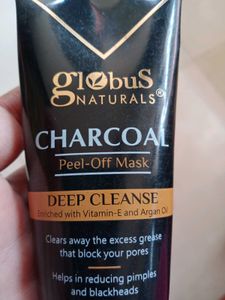 glObuS
NATURALS®
CHARCOAL
Peel-Off Mask
DEEP CLEANSE
Enriched with Vitamin-E and Argan Oil
Clears away the excess grease
that block your pores
Helps in reducing pimples
and blackheads